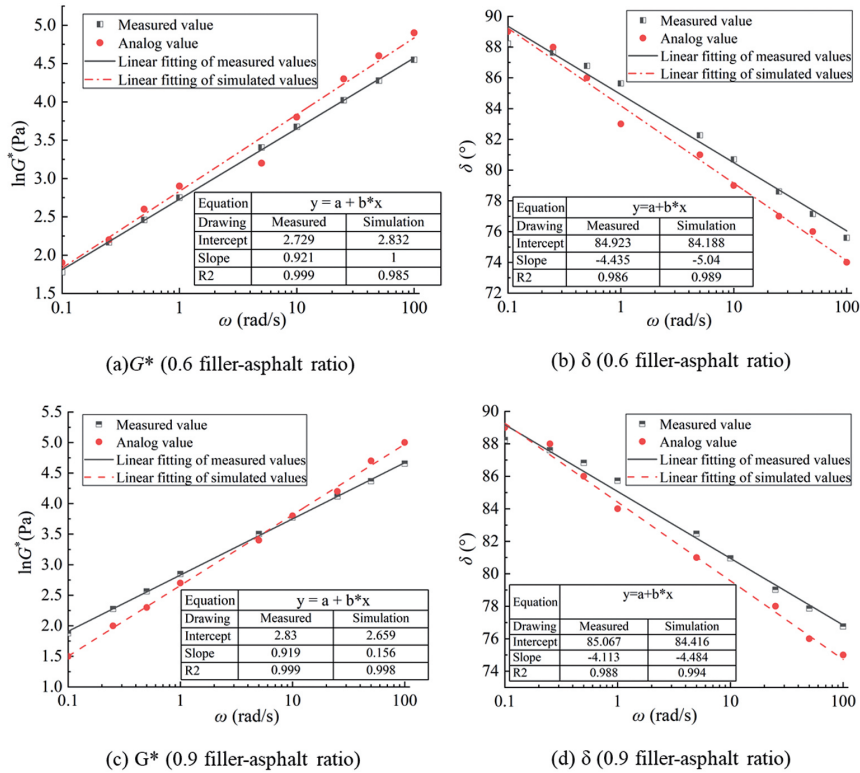 Measured value
Analog value
Linear fitting of measured values
Linear fitting of simulated values
5.0
4.5
4.0
3.5
3.0
2.5
2.0
1.5
lnG*(Pa)
Equation y = a + b*x
Drawing Measured Simulation
Intercept 2.729 2.832
Slope 0.921 1
R2 0.999 0.985
0.1 1 10 100
ω (rad/s)
(a)G* (0.6 filler-asphalt ratio)
Measured value
Analog value
Linear fitting of measured values
Linear fitting of simulated values
90
88
86
84
82
80
78
76
74
72
δ (°)
Equation y=a+b*x
Drawing Measured Simulation
Intercept 84.923 84.188
Slope -4.435 -5.04
R2 0.986 0.989
0.1 1 10 100
ω (rad/s)
(b) δ (0.6 filler-asphalt ratio)
Measured value
Analog value
Linear fitting of measured values
Linear fitting of simulated values
5.5
5.0
4.5
4.0
3.5
3.0
2.5
2.0
1.5
1.0
lnG*(Pa)
Equation y = a + b*x
Drawing Measured Simulation
Intercept 2.83 2.659
Slope 0.919 0.156
R2 0.999 0.998
0.1 1 10 100
ω (rad/s)
(c) G* (0.9 filler-asphalt ratio)
Measured value
Analog value
Linear fitting of measured values
Linear fitting of simulated values
90
88
86
84
82
80
78
76
74
δ (°)
Equation y=a+b*x
Drawing Measured Simulation
Intercept 85.067 84.416
Slope -4.113 -4.484
R2 0.988 0.994
0.1 1 10 100
ω (rad/s)
(d) δ (0.9 filler-asphalt ratio)